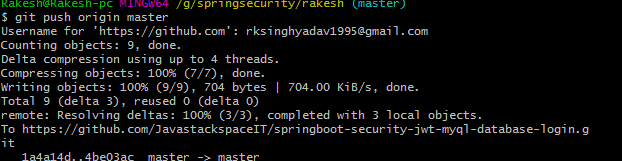 Rakesh@Rakesh-pc MINGW64 /g/springsecurity/rakesh (master)
$ git push origin master
Username for 'https://github.com': rksinghyadav1995@gmail.com
Counting objects: 9, done.
Delta compression using up to 4 threads.
Compressing objects: 100% (7/7), done.
Writing objects: 100% (9/9), 704 bytes | 704.00 KiB/s, done.
Total 9 (delta 3), reused 0 (delta 0)
remote: Resolving deltas: 100% (3/3), completed with 3 local objects.
To https://github.com/JavastackspaceIT/springboot-security-jwt-myql-database-login.g
it
1a4a14d..4be03ac  master -> master